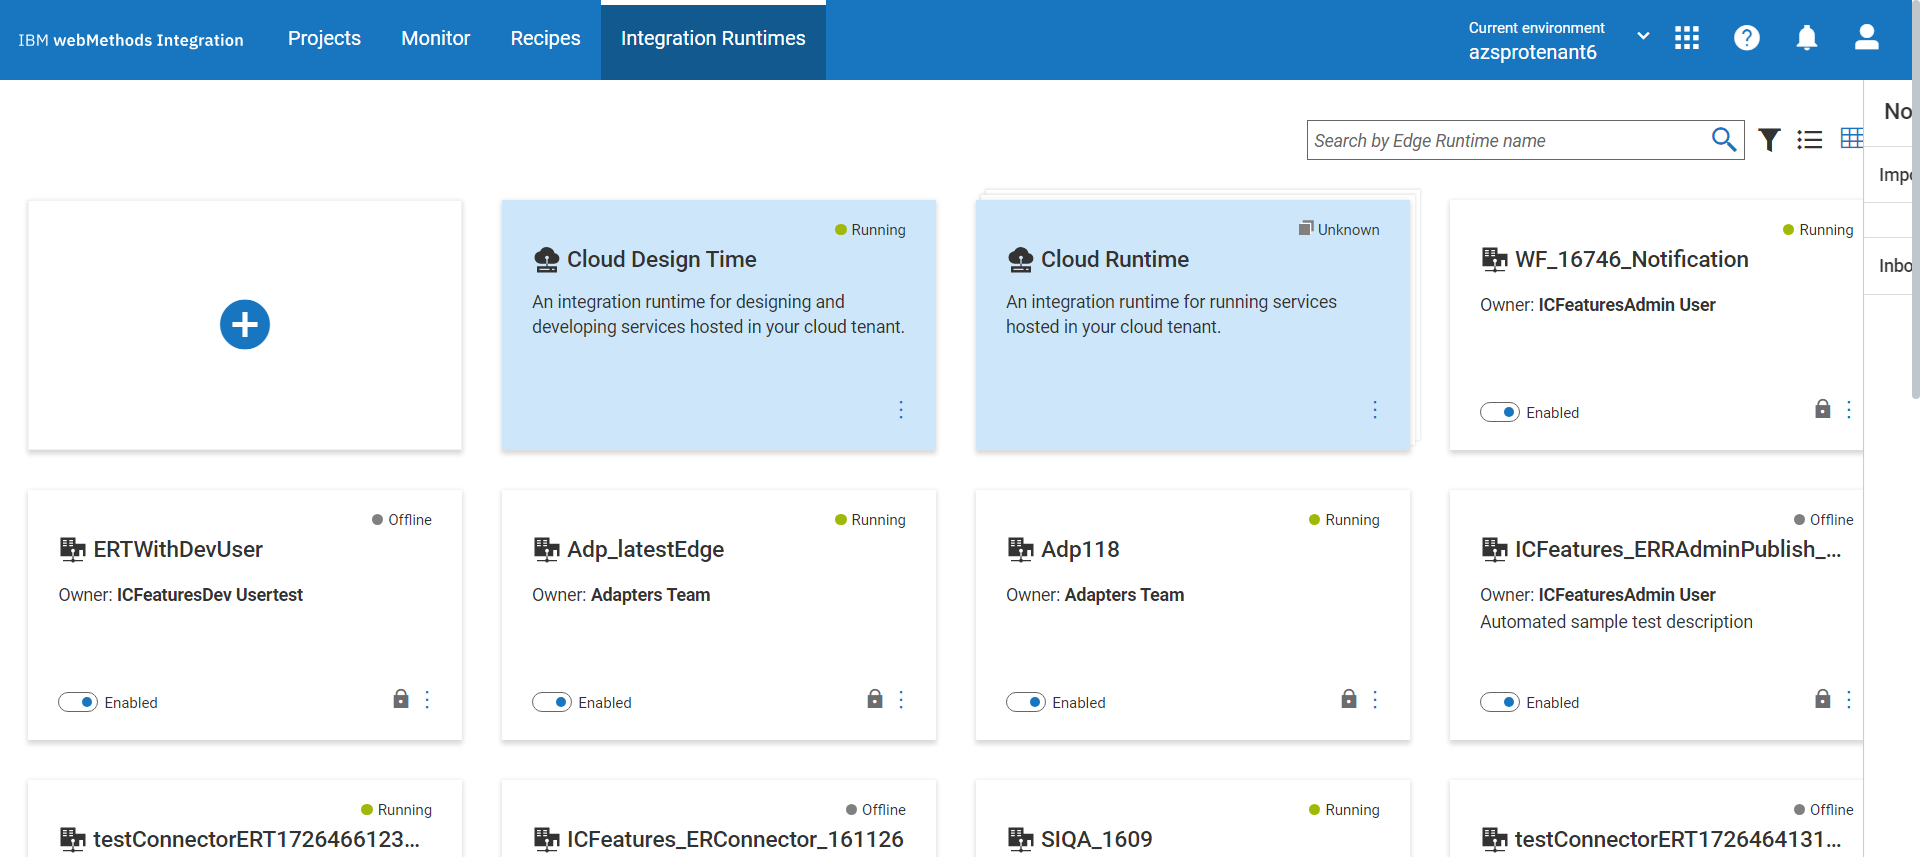 IBM webMethods Integration
Projects
Monitor
Recipes
Integration Runtimes
Current environment
azsprotenant6
No
Search by Edge Runtime name
Impo
Inbo
Running
Cloud Design Time
An integration runtime for designing and
developing services hosted in your cloud tenant.
Unknown
Cloud Runtime
An integration runtime for running services
hosted in your cloud tenant.
Running
WF_16746_Notification
Owner: ICFeaturesAdmin User
Enabled
Offline
ERTWithDevUser
Owner: ICFeaturesDev Usertest
Enabled
Running
Adp_latestEdge
Owner: Adapters Team
Enabled
Running
Adp118
Owner: Adapters Team
Enabled
Offline
ICFeatures_ERRAdminPublish_...
Owner: ICFeaturesAdmin User
Automated sample test description
Enabled
Running
testConnectorERT1726466123...
Offline
ICFeatures_ERConnector_161126
Running
SIQA_1609
Offline
testConnectorERT1726464131...